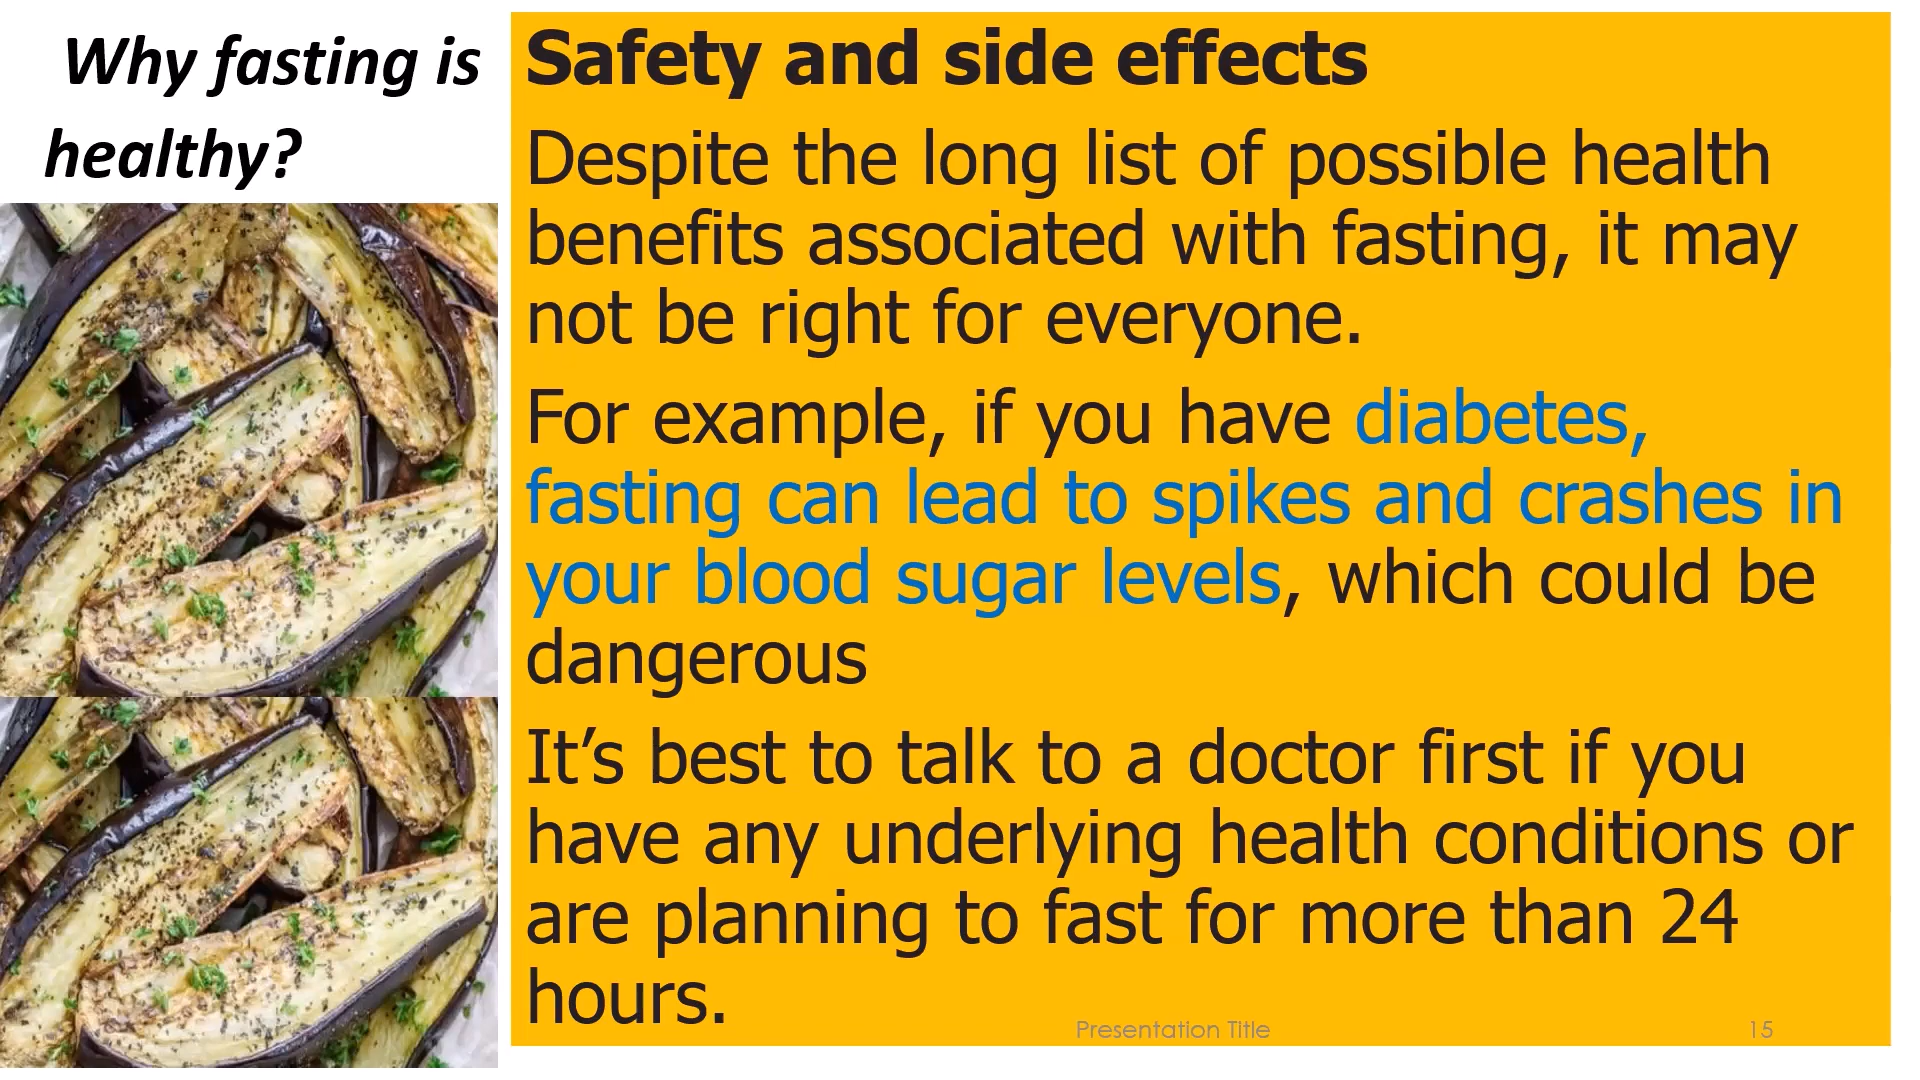 Why fasting is
healthy?
Safety and side effects
Despite the long list of possible health
benefits associated with fasting, it may
not be right for everyone.
For example, if you have diabetes,
fasting can lead to spikes and crashes in
your blood sugar levels, which could be
dangerous
It’s best to talk to a doctor first if you
have any underlying health conditions or
are planning to fast for more than 24
hours.
Presentation Title
15